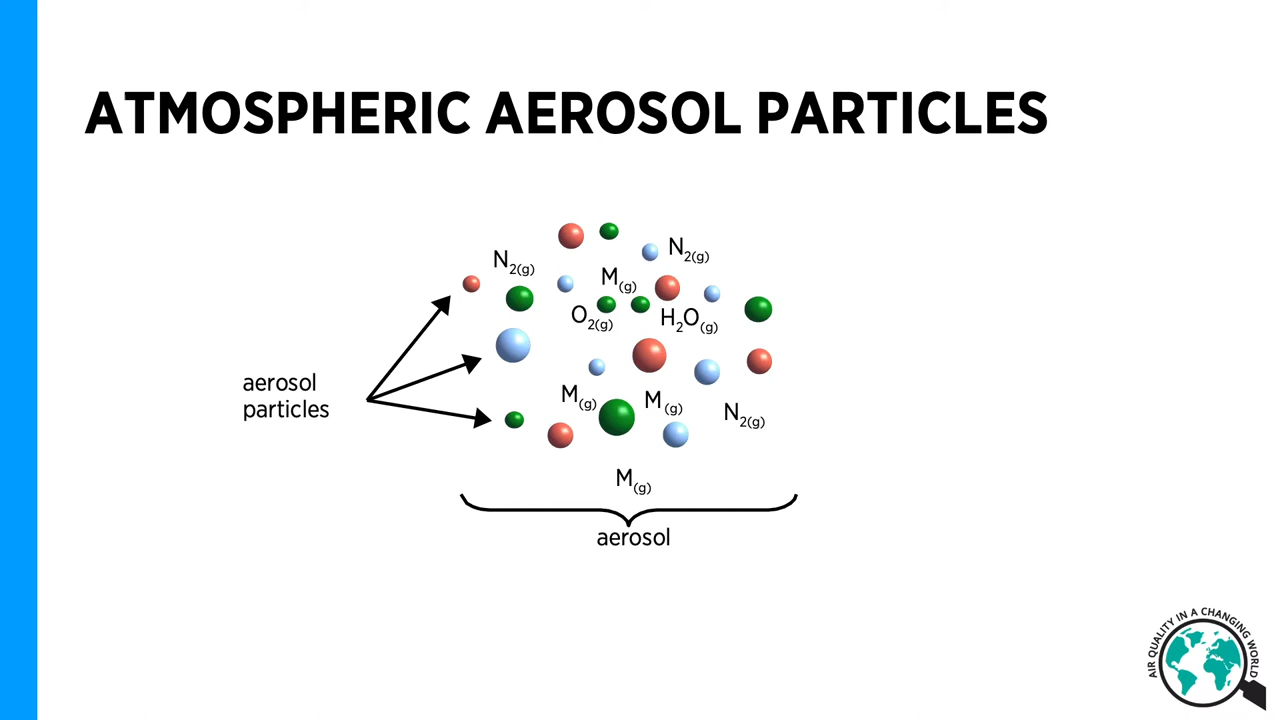 ATMOSPHERIC AEROSOL PARTICLES
N₂(g)
N₂(g)
M(g)
O₂(g)
H₂O(g)
aerosol
particles
M(g)
M(g)
N₂(g)
M(g)
aerosol
AIR QUALITY IN A CHANGING WORLD